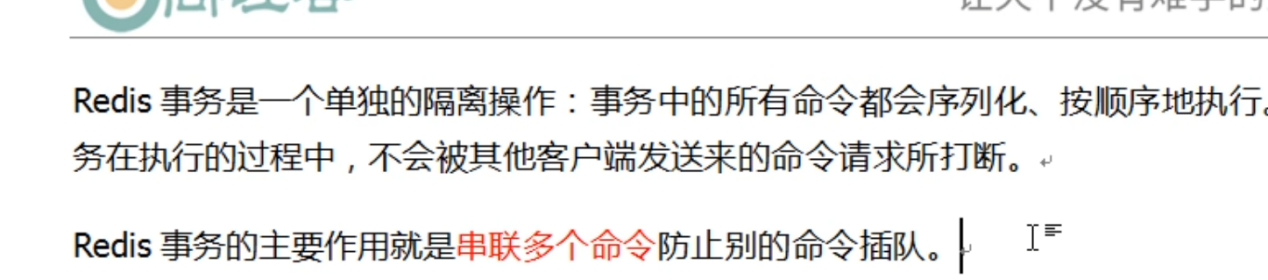 Redis 事务是一个单独的隔离操作：事务中的所有命令都会序列化、按顺序地执行。
务在执行的过程中，不会被其他客户端发送来的命令请求所打断。
Redis 事务的主要作用就是串联多个命令防止别的命令插队。